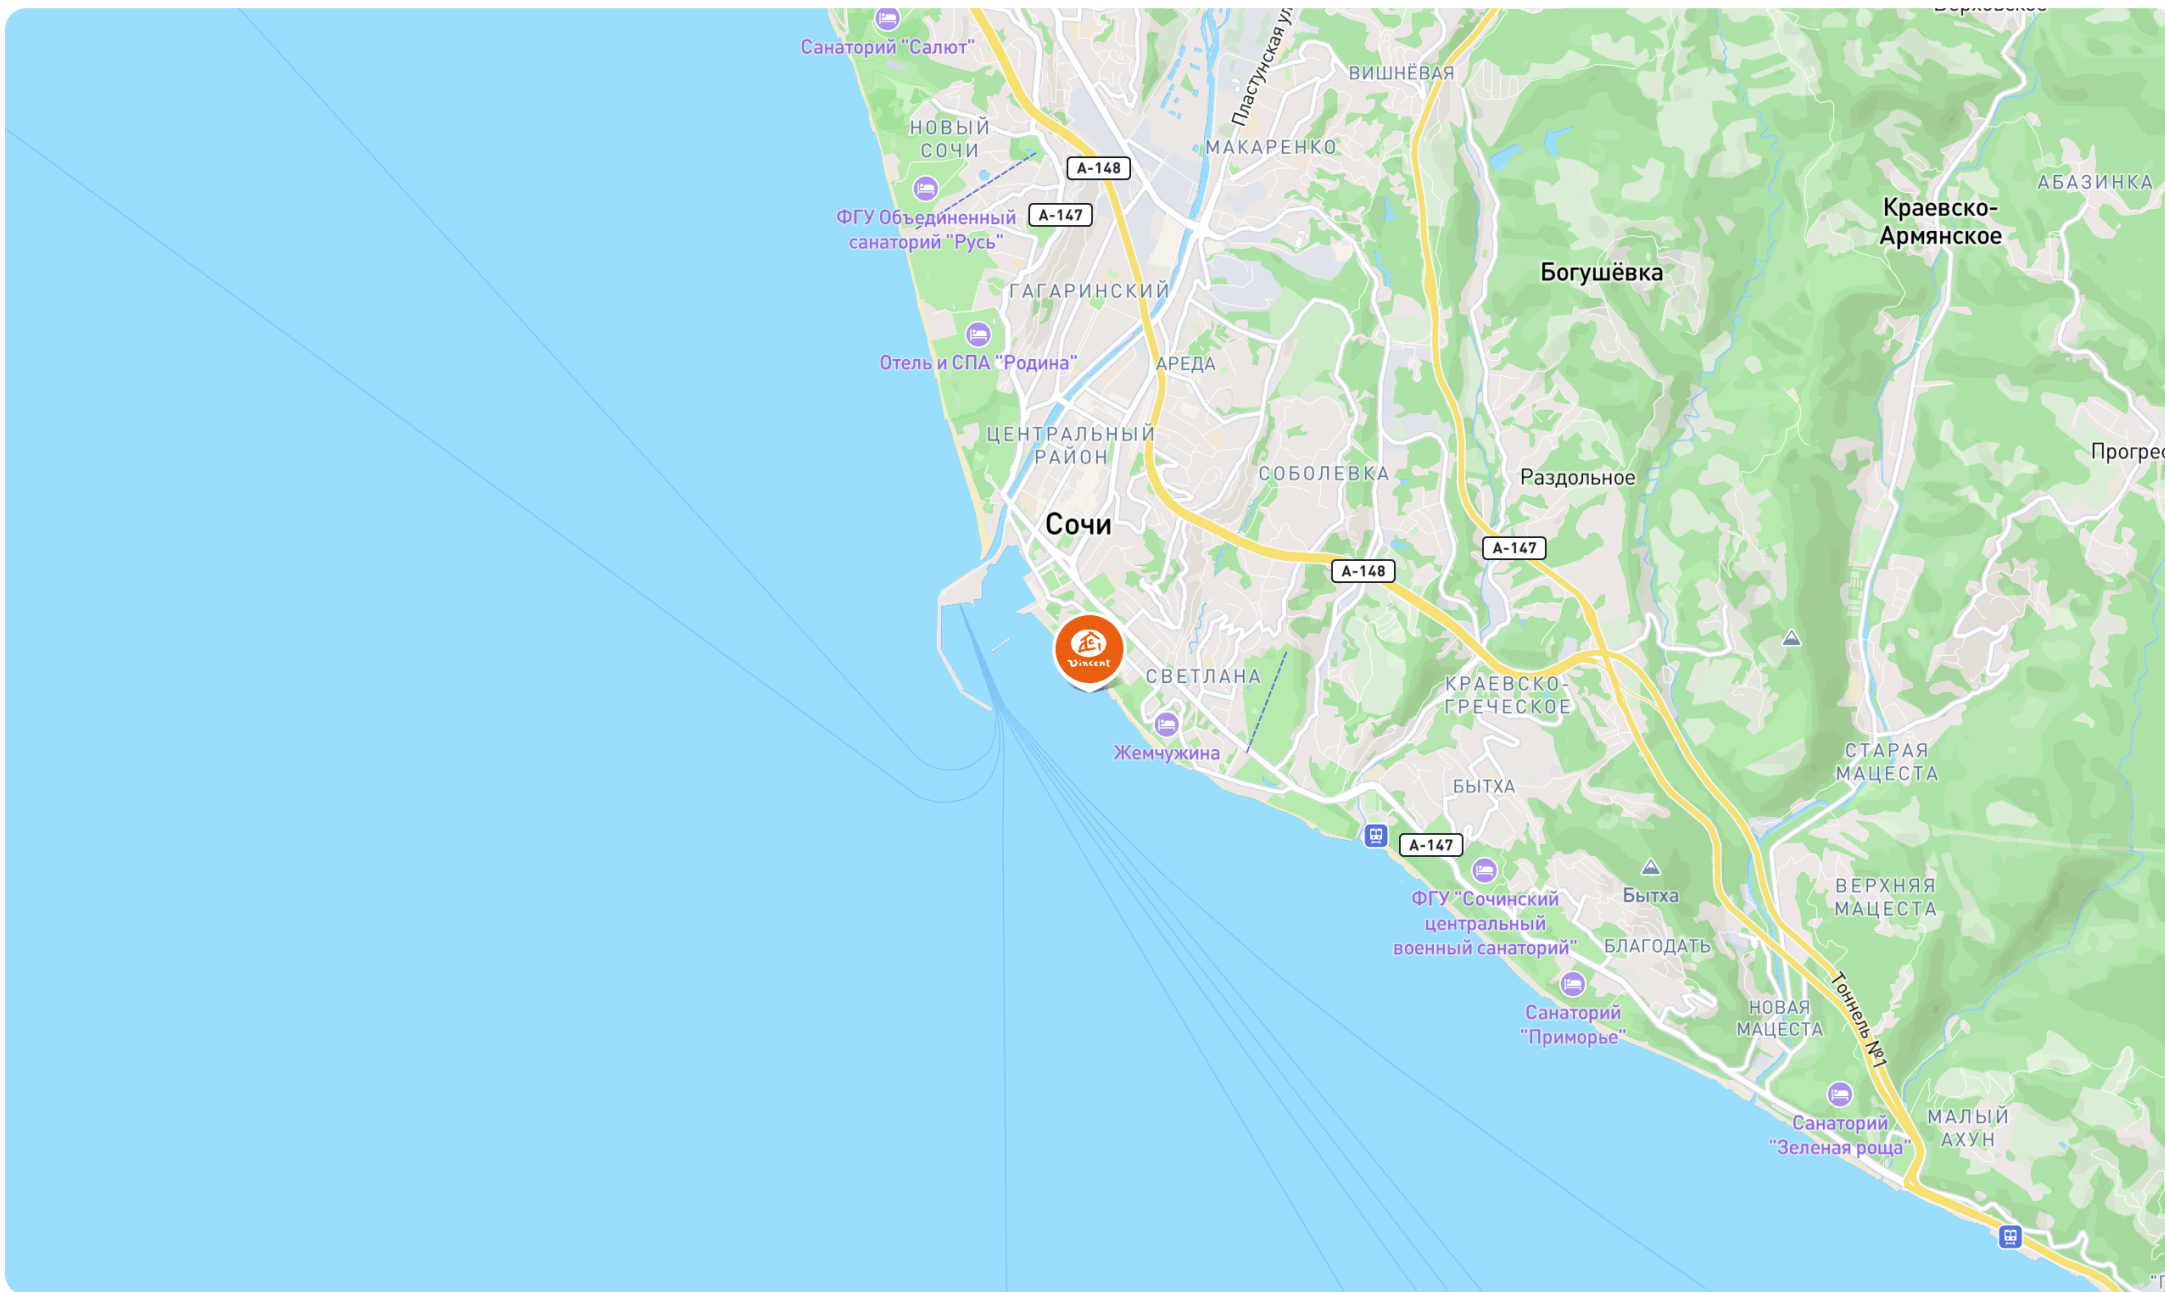 Верховское
Санаторий "Салют"
Пластунская ул
ВИШНЁВАЯ
НОВЫЙ
СОЧИ
МАКАРЕНКО
А-148
АБАЗИНКА
А-147
ФГУ Объединенный
санаторий "Русь"
Краевско-
Армянское
Богушёвка
ГАГАРИНСКИЙ
Отель и СПА "Родина"
АРЕДА
ЦЕНТРАЛЬНЫЙ
РАЙОН
Прогрес
СОБОЛЕВКА
Раздольное
Сочи
А-147
А-148
Vincent
СВЕТЛАНА
КРАЕВСКО-
ГРЕЧЕСКОЕ
Жемчужина
СТАРАЯ
МАЦЕСТА
БЫТХА
А-147
ФГУ "Сочинский
центральный
военный санаторий"
Бытха
ВЕРХНЯЯ
МАЦЕСТА
БЛАГОДАТЬ
Санаторий
"Приморье"
НОВАЯ
МАЦЕСТА
Тоннель №1
Санаторий
"Зеленая роща"
МАЛЫЙ
АХУН